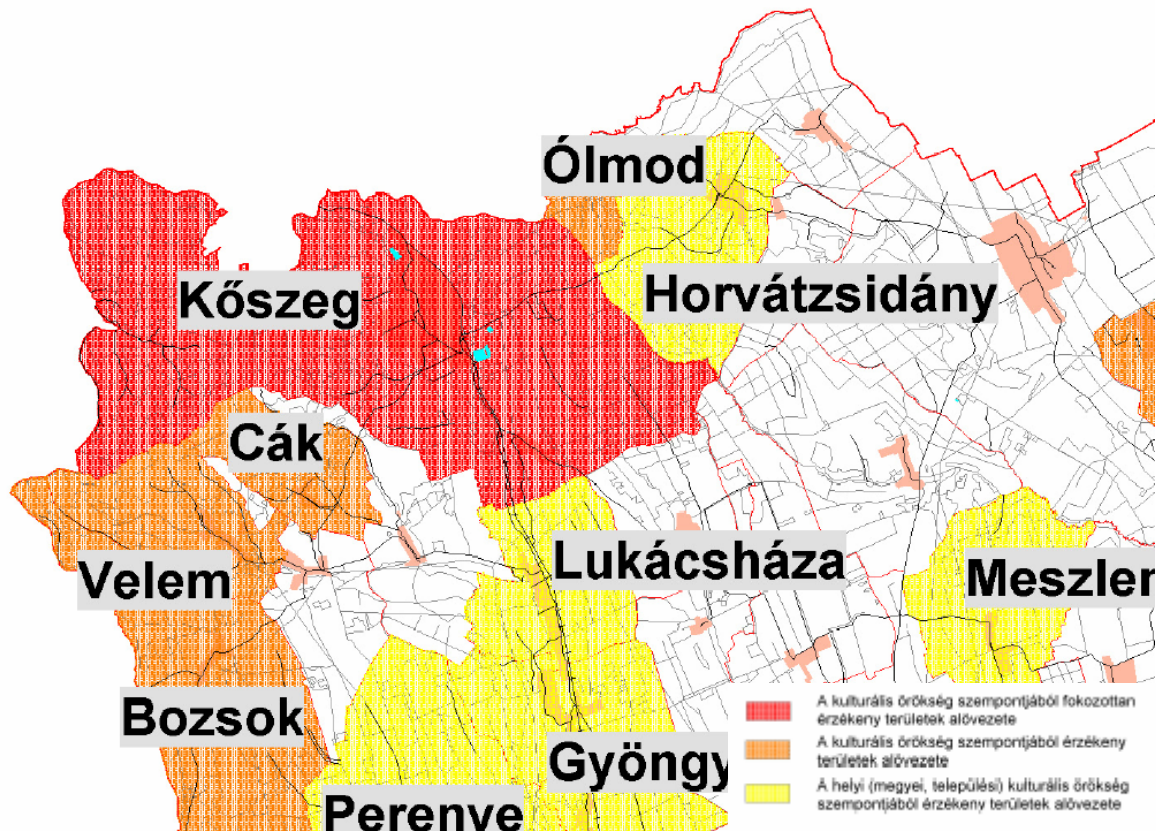 Ólmod
Kőszeg
Horvátzsidány
Cák
Velem
Lukácsháza
Meszlen
Bozsok
Gyöngy
Perenye
A kulturális örökség szempontjából fokozottan
érzékeny területek alövezete
A kulturális örökség szempontjából érzékeny
területek alövezete
A helyi (megyei, települési) kulturális örökség
szempontjából érzékeny területek alövezete